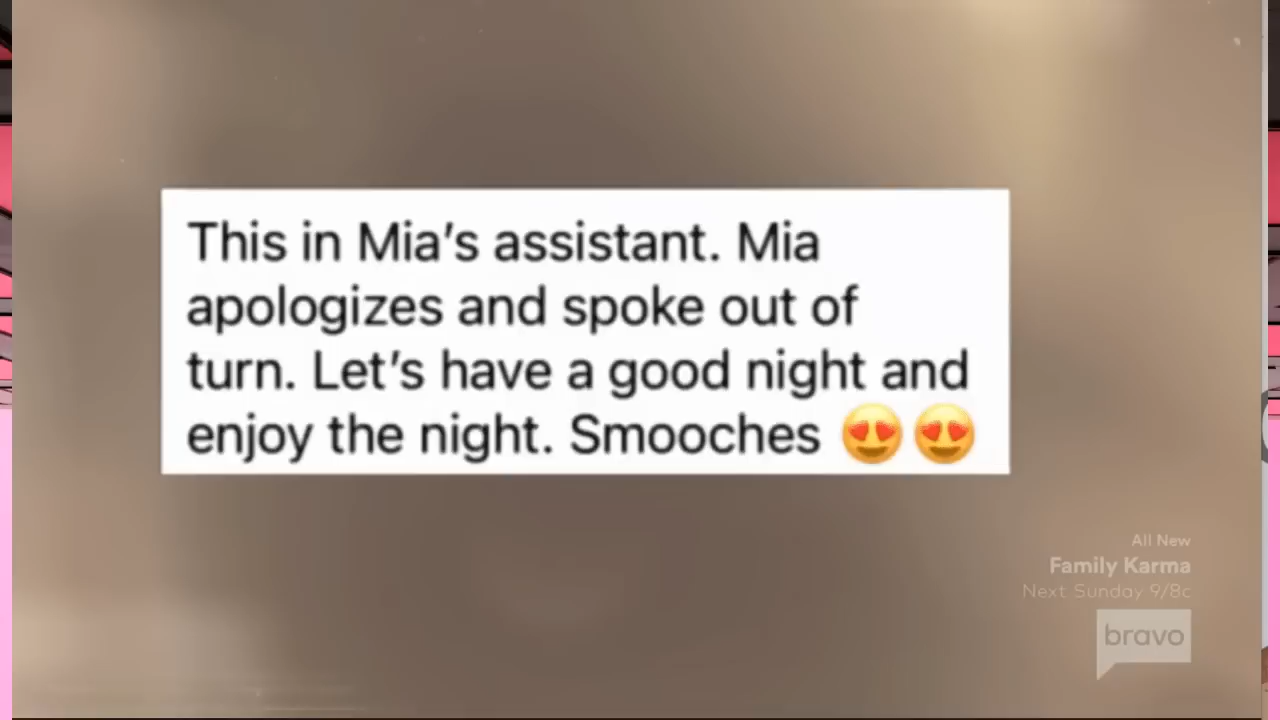 This in Mia’s assistant. Mia
apologizes and spoke out of
turn. Let’s have a good night and
enjoy the night. Smooches 😍😍
All New
Family Karma
Next Sunday 9/8c
bravo